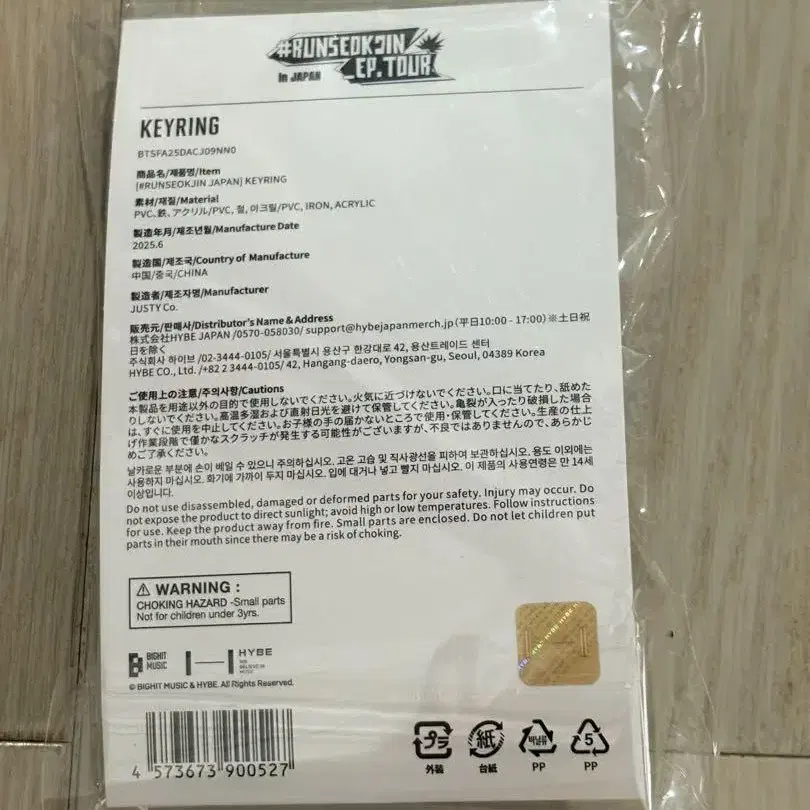 #RUNSEOKJIN
In JAPAN _EP.TOUR
KEYRING
BTSFA25DACJ09NN0
商品名/제품명/Item
[#RUNSEOKJIN JAPAN] KEYRING
素材/재질/Material
PVC、鉄、アクリル/PVC, 철, 아크릴/PVC, IRON, ACRYLIC
製造年月/제조년월/Manufacture Date
2025.6
製造国/제조국/Country of Manufacture
中国/중국/CHINA
製造者/제조자명/Manufacturer
JUSTY Co.
販売元/판매사/Distributor's Name & Address
株式会社HYBE JAPAN /0570-058030/ support@hybejapanmerch.jp(平日10:00 - 17:00)※土日祝
日を除く
주식회사 하이브 /02-3444-0105/ 서울특별시 용산구 한강대로 42, 용산트레이드 센터
HYBE CO., Ltd. /+82 2 3444-0105/ 42, Hangang-daero, Yongsan-gu, Seoul, 04389 Korea
ご使用上の注意/주의사항/Cautions
本製品を用途以外の目的で使用しないでください。火気に近づけないでください。口に当てたり、舐めた
りしないでください。高温多湿および直射日光を避けて保管してください。亀裂が入ったり破損した場合
は、すぐに使用を中止してください。お子様の手の届かないところで使用・保管してください。生産の仕上
げ作業段階で僅かなスクラッチが発生する可能性がございますが、不良ではありませんので、あらかじ
めご了承ください。
날카로운 부분에 손이 베일 수 있으니 주의하십시오. 고온 고습 및 직사광선을 피하여 보관하십시오. 용도 이외에는
사용하지 마십시오. 화기에 가까이 두지 마십시오. 입에 대거나 넣고 빨지 마십시오. 이 제품의 사용연령은 만 14세
이상입니다.
Do not use disassembled, damaged or deformed parts for your safety. Injury may occur. Do
not expose the product to direct sunlight; avoid high or low temperatures. Follow instructions
for use. Keep the product away from fire. Small parts are enclosed. Do not let children put
parts in their mouth since there may be a risk of choking.
⚠ WARNING :
CHOKING HAZARD -Small parts
Not for children under 3yrs.
BIGHIT
MUSIC
HYBE
WE
BELIEVE IN
MUSIC
© BIGHIT MUSIC & HYBE. All Rights Reserved.
4 573673 900527
プラ 紙 5
外装 台紙 PP PP